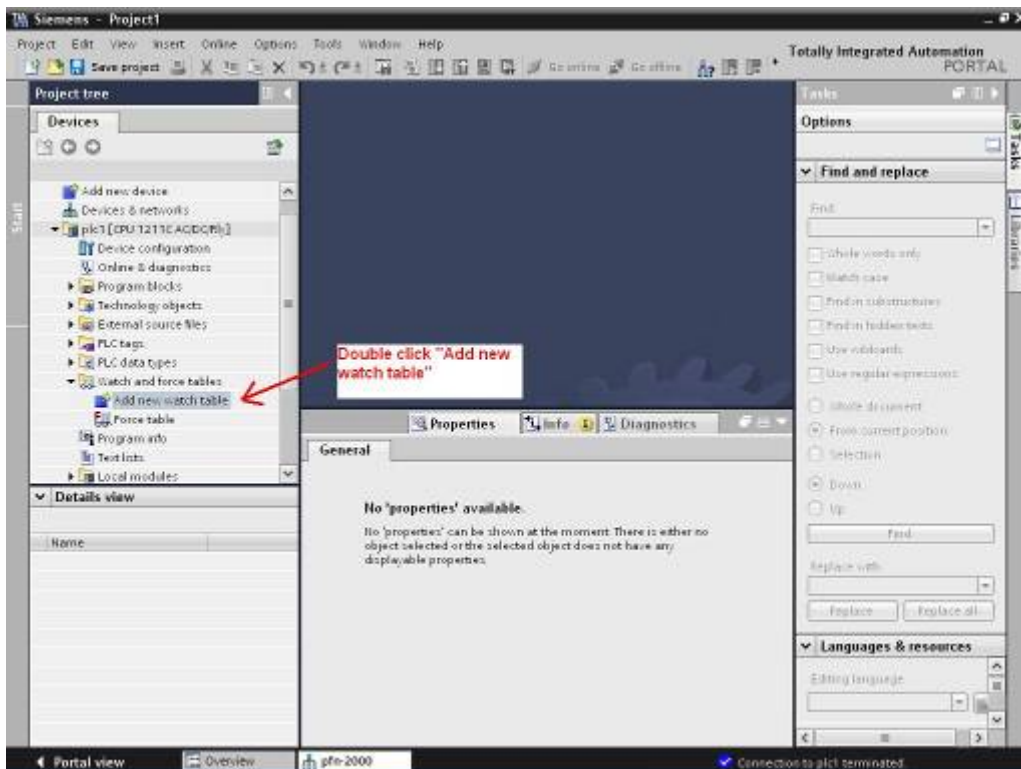 Siemens - Project1
Project Edit View Insert Online Options Tools Window Help
Totally Integrated Automation
PORTAL
Save project
Go online
Go offline
Project tree
Devices
Start
Add new device
Devices & networks
plc1 [CPU 1211C AC/DC/Rly]
Device configuration
Online & diagnostics
Program blocks
Technology objects
External source files
PLC tags
PLC data types
Watch and force tables
Add new watch table
Force table
Program info
Text lists
Local modules
Details view
Name
Double click "Add new
watch table"
Properties
Info
Diagnostics
General
No 'properties' available.
No 'properties' can be shown at the moment. There is either no
object selected or the selected object does not have any
displayable properties.
Tasks
Options
Find and replace
Find:
Whole words only
Match case
Find in substructures
Find in hidden texts
Use wildcards
Use regular expressions
Whole document
From current position
Selection
Down
Up
Find
Replace with:
Replace
Replace all
Languages & resources
Editing language:
Tasks
Libraries
Portal view
Overview
pfn-2000
Connection to plc1 terminated.